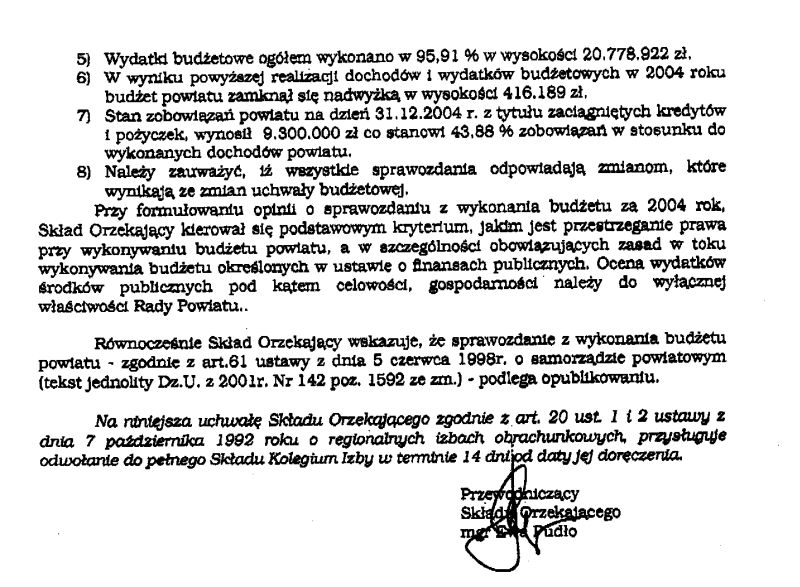 5) Wydatki budżetowe ogółem wykonano w 95,91 % w wysokości 20.778.922 zł.
6) W wyniku powyższej realizacji dochodów i wydatków budżetowych w 2004 roku
budżet powiatu zamknął się nadwyżką w wysokości 416.189 zł.
7) Stan zobowiązań powiatu na dzień 31.12.2004 r. z tytułu zaciągniętych kredytów
i pożyczek, wynosił 9.300.000 zł co stanowi 43,88 % zobowiązań w stosunku do
wykonanych dochodów powiatu.
8) Należy zauważyć, iż wszystkie sprawozdania odpowiadają zmianom, które
wynikają ze zmian uchwały budżetowej.
Przy formułowaniu opinii o sprawozdaniu z wykonania budżetu za 2004 rok,
Skład Orzekający kierował się podstawowym kryterium, jakim jest przestrzeganie prawa
przy wykonywaniu budżetu powiatu, a w szczególności obowiązujących zasad w toku
wykonywania budżetu określonych w ustawie o finansach publicznych. Ocena wydatków
środków publicznych pod kątem celowości, gospodarności należy do wyłącznej
właściwości Rady Powiatu..
Równocześnie Skład Orzekający wskazuje, że sprawozdanie z wykonania budżetu
powiatu - zgodnie z art.61 ustawy z dnia 5 czerwca 1998r. o samorządzie powiatowym
(tekst jednolity Dz.U. z 2001r. Nr 142 poz. 1592 ze zm.) - podlega opublikowaniu.
Na niniejsza uchwałę Składu Orzekającego zgodnie z art. 20 ust. 1 i 2 ustawy z
dnia 7 października 1992 roku o regionalnych izbach obrachunkowych, przysługuje
odwołanie do pełnego Składu Kolegium Izby w terminie 14 dni od daty jej doręczenia.
Przewodniczący
Składu Orzekającego
mgr Ewa Pudło